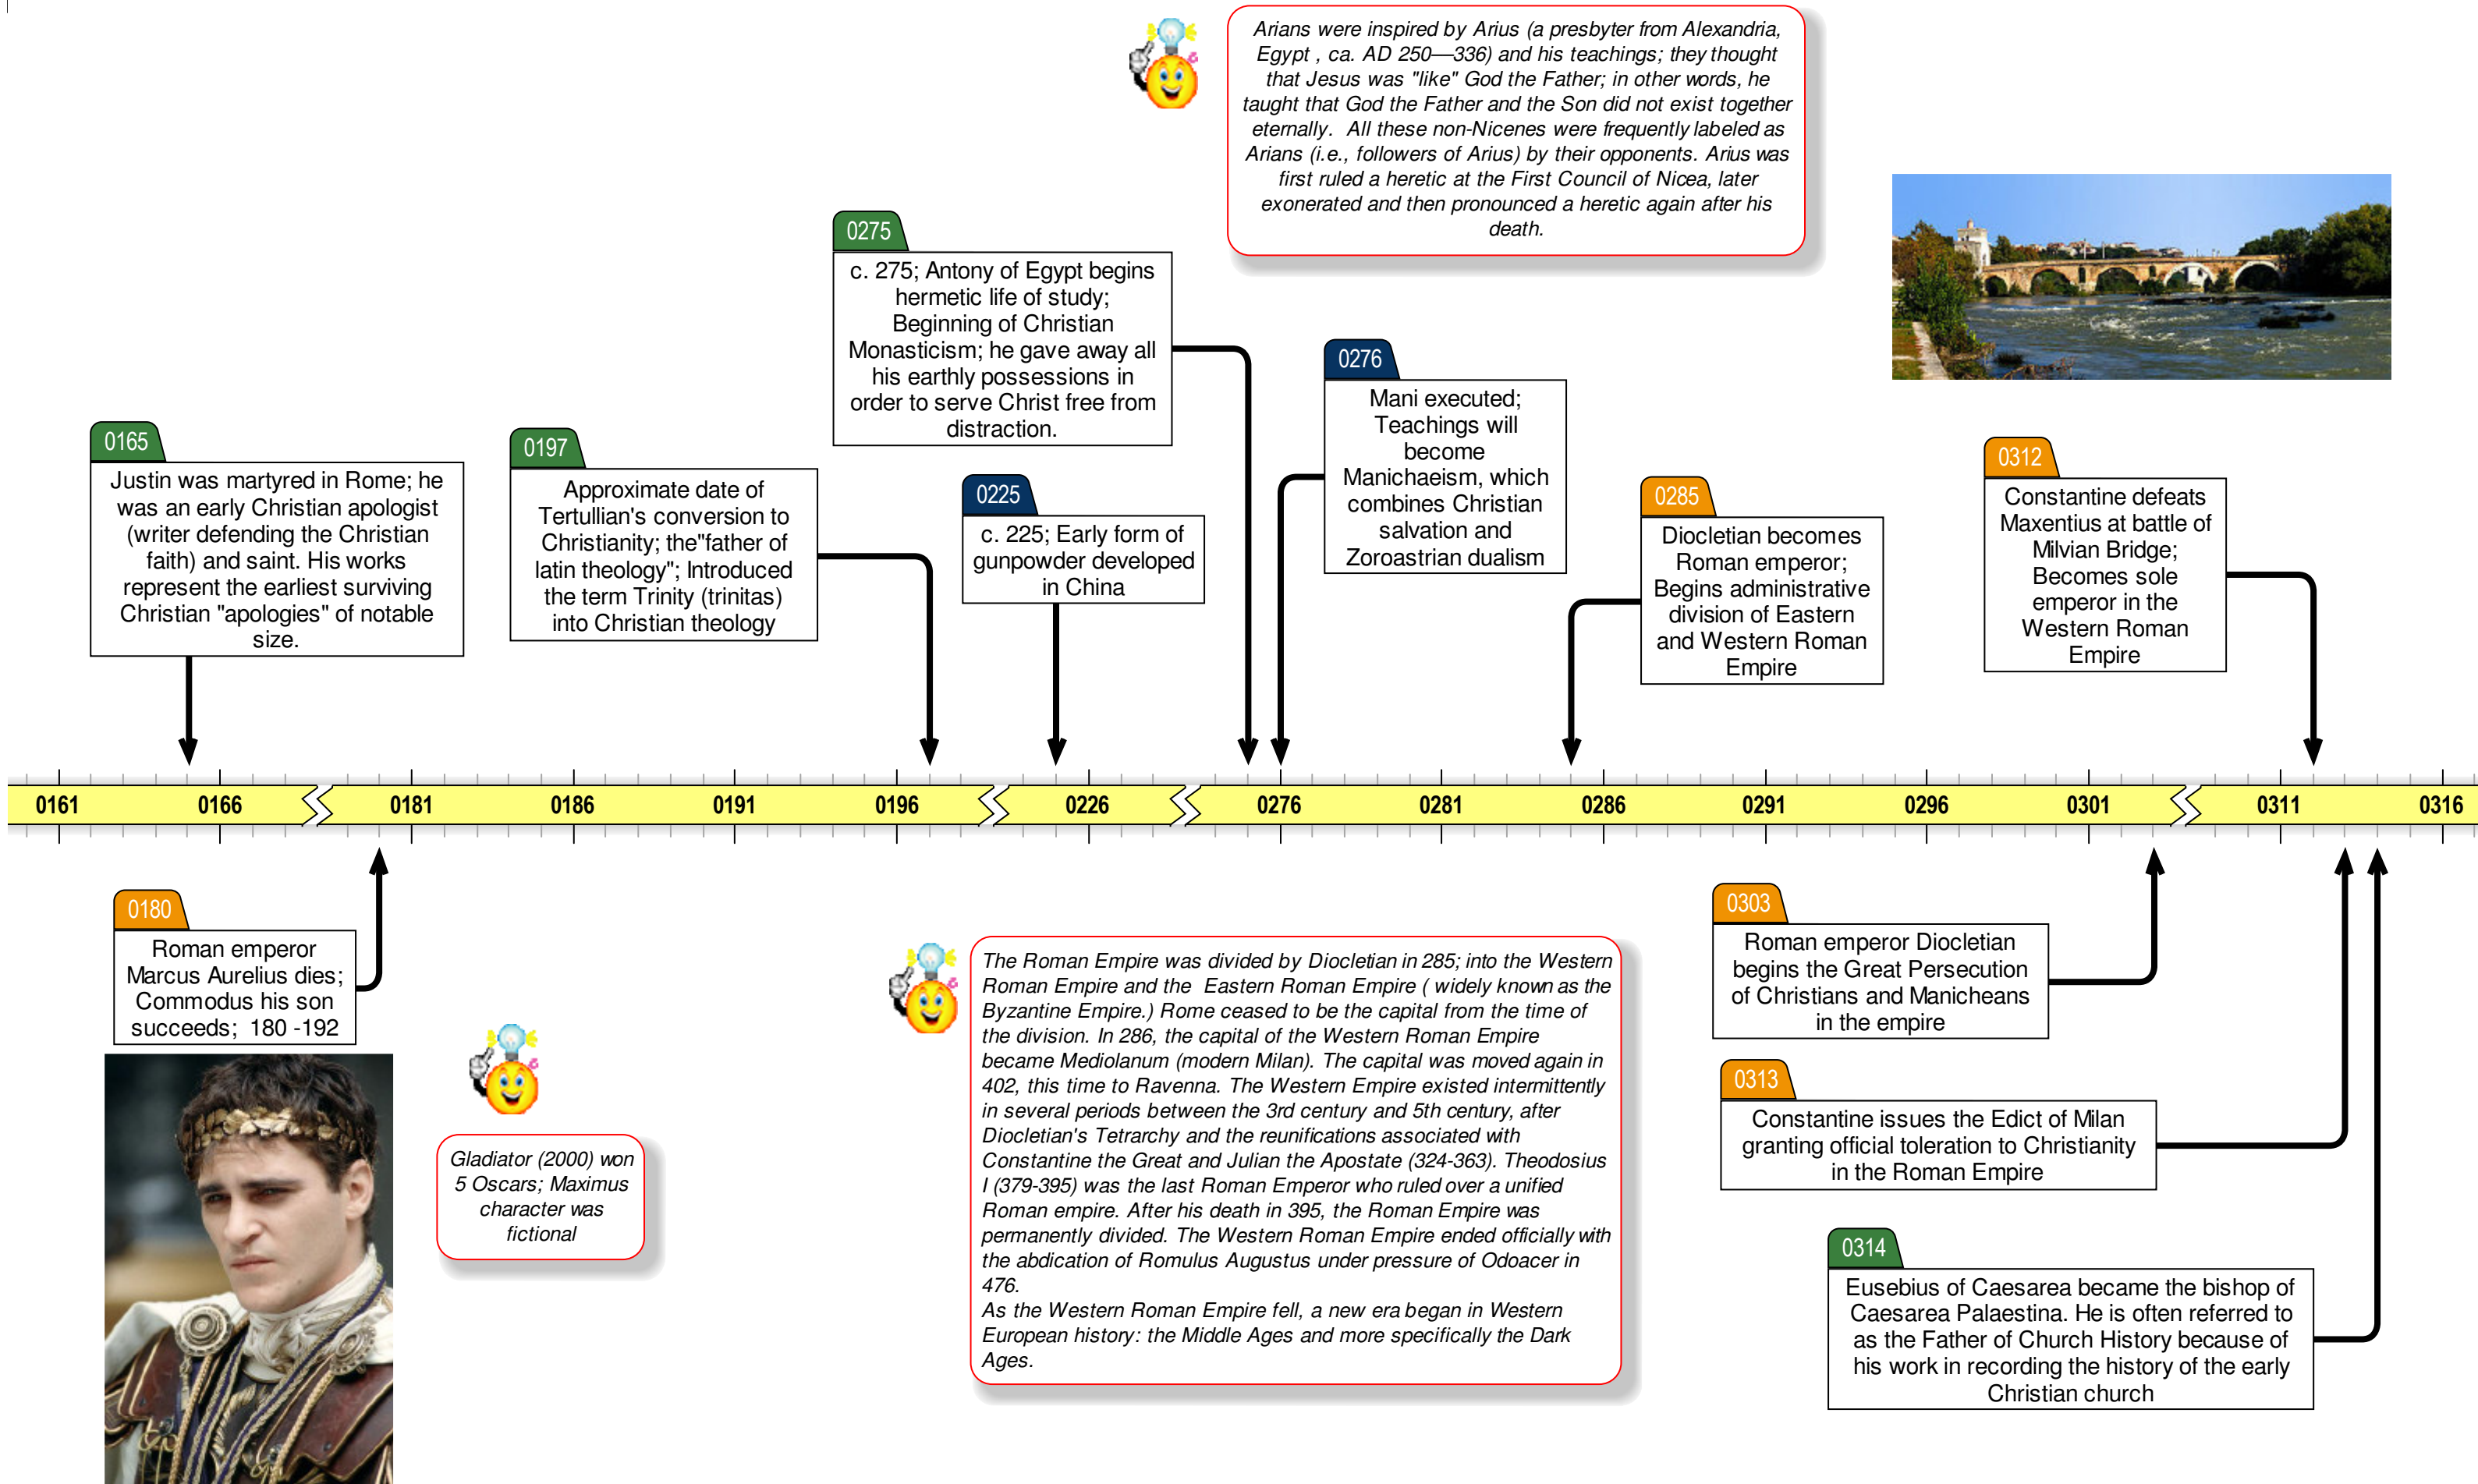 Arians were inspired by Arius (a presbyter from Alexandria,
Egypt , ca. AD 250—336) and his teachings; they thought
that Jesus was "like" God the Father; in other words, he
taught that God the Father and the Son did not exist together
eternally. All these non-Nicenes were frequently labeled as
Arians (i.e., followers of Arius) by their opponents. Arius was
first ruled a heretic at the First Council of Nicea, later
exonerated and then pronounced a heretic again after his
death.
0275
c. 275; Antony of Egypt begins
hermetic life of study;
Beginning of Christian
Monasticism; he gave away all
his earthly possessions in
order to serve Christ free from
distraction.
0276
Mani executed;
Teachings will
become
Manichaeism, which
combines Christian
salvation and
Zoroastrian dualism
0165
Justin was martyred in Rome; he
was an early Christian apologist
(writer defending the Christian
faith) and saint. His works
represent the earliest surviving
Christian "apologies" of notable
size.
0197
Approximate date of
Tertullian's conversion to
Christianity; the"father of
latin theology"; Introduced
the term Trinity (trinitas)
into Christian theology
0225
c. 225; Early form of
gunpowder developed
in China
0285
Diocletian becomes
Roman emperor;
Begins administrative
division of Eastern
and Western Roman
Empire
0312
Constantine defeats
Maxentius at battle of
Milvian Bridge;
Becomes sole
emperor in the
Western Roman
Empire
0161 0166 0181 0186 0191 0196 0226 0276 0281 0286 0291 0296 0301 0311 0316
0180
Roman emperor
Marcus Aurelius dies;
Commodus his son
succeeds; 180 -192
Gladiator (2000) won
5 Oscars; Maximus
character was
fictional
The Roman Empire was divided by Diocletian in 285; into the Western
Roman Empire and the Eastern Roman Empire ( widely known as the
Byzantine Empire.) Rome ceased to be the capital from the time of
the division. In 286, the capital of the Western Roman Empire
became Mediolanum (modern Milan). The capital was moved again in
402, this time to Ravenna. The Western Empire existed intermittently
in several periods between the 3rd century and 5th century, after
Diocletian's Tetrarchy and the reunifications associated with
Constantine the Great and Julian the Apostate (324-363). Theodosius
I (379-395) was the last Roman Emperor who ruled over a unified
Roman empire. After his death in 395, the Roman Empire was
permanently divided. The Western Roman Empire ended officially with
the abdication of Romulus Augustus under pressure of Odoacer in
476.
As the Western Roman Empire fell, a new era began in Western
European history: the Middle Ages and more specifically the Dark
Ages.
0303
Roman emperor Diocletian
begins the Great Persecution
of Christians and Manicheans
in the empire
0313
Constantine issues the Edict of Milan
granting official toleration to Christianity
in the Roman Empire
0314
Eusebius of Caesarea became the bishop of
Caesarea Palaestina. He is often referred to
as the Father of Church History because of
his work in recording the history of the early
Christian church